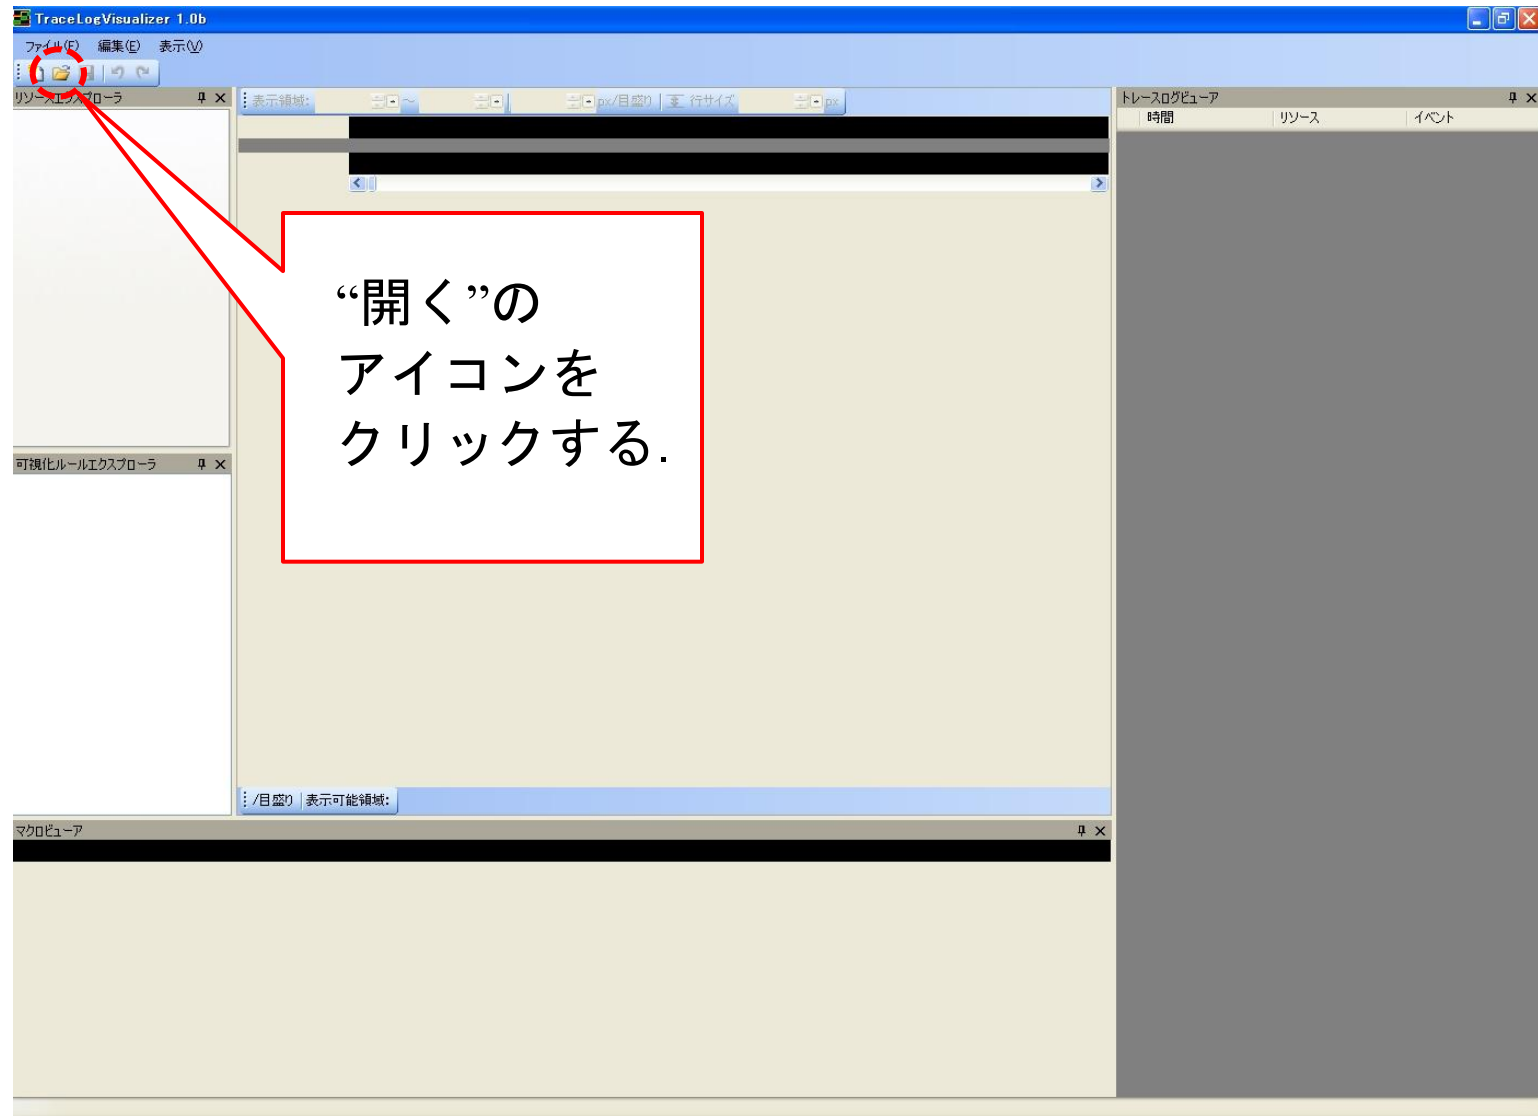 TraceLogVisualizer 1.0b
ファイル(F) 編集(E) 表示(V)
リソースエクスプローラ
表示領域: ～ px/目盛り 行サイズ px
トレースログビューア
時間 リソース イベント
“開く”の
アイコンを
クリックする.
可視化ルールエクスプローラ
/目盛り 表示可能領域:
マクロビューア